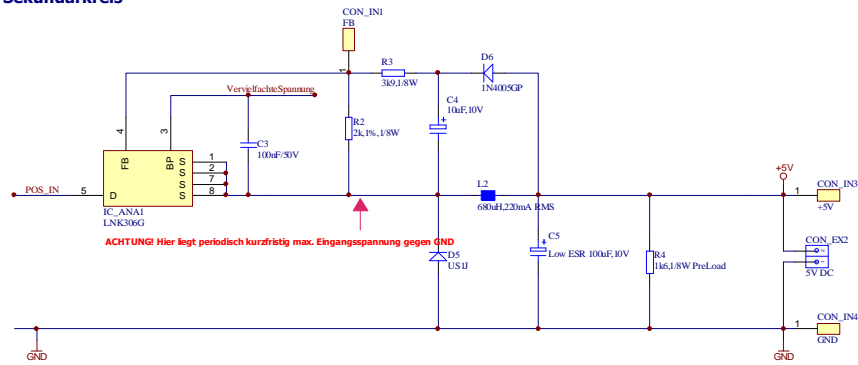 Sekundärkreis
CON_IN1
FB
1
R3
3k9,1/8W
D6
1N4005GP
VervielfachteSpannung
C4
10uF,10V
R2
2k,1%,1/8W
C3
100nF/50V
4
3
FB
BP
S 1
S 2
S 7
S 8
D
POS_IN
5
IC_ANA1
LNK306G
L2
680uH,220mA RMS
+5V
1
CON_IN3
+5V
ACHTUNG! Hier liegt periodisch kurzfristig max. Eingangsspannung gegen GND
D5
US1J
C5
Low ESR 100uF,10V
R4
1k6,1/8W PreLoad
CON_EX2
5V DC
1
CON_IN4
GND
GND
GND